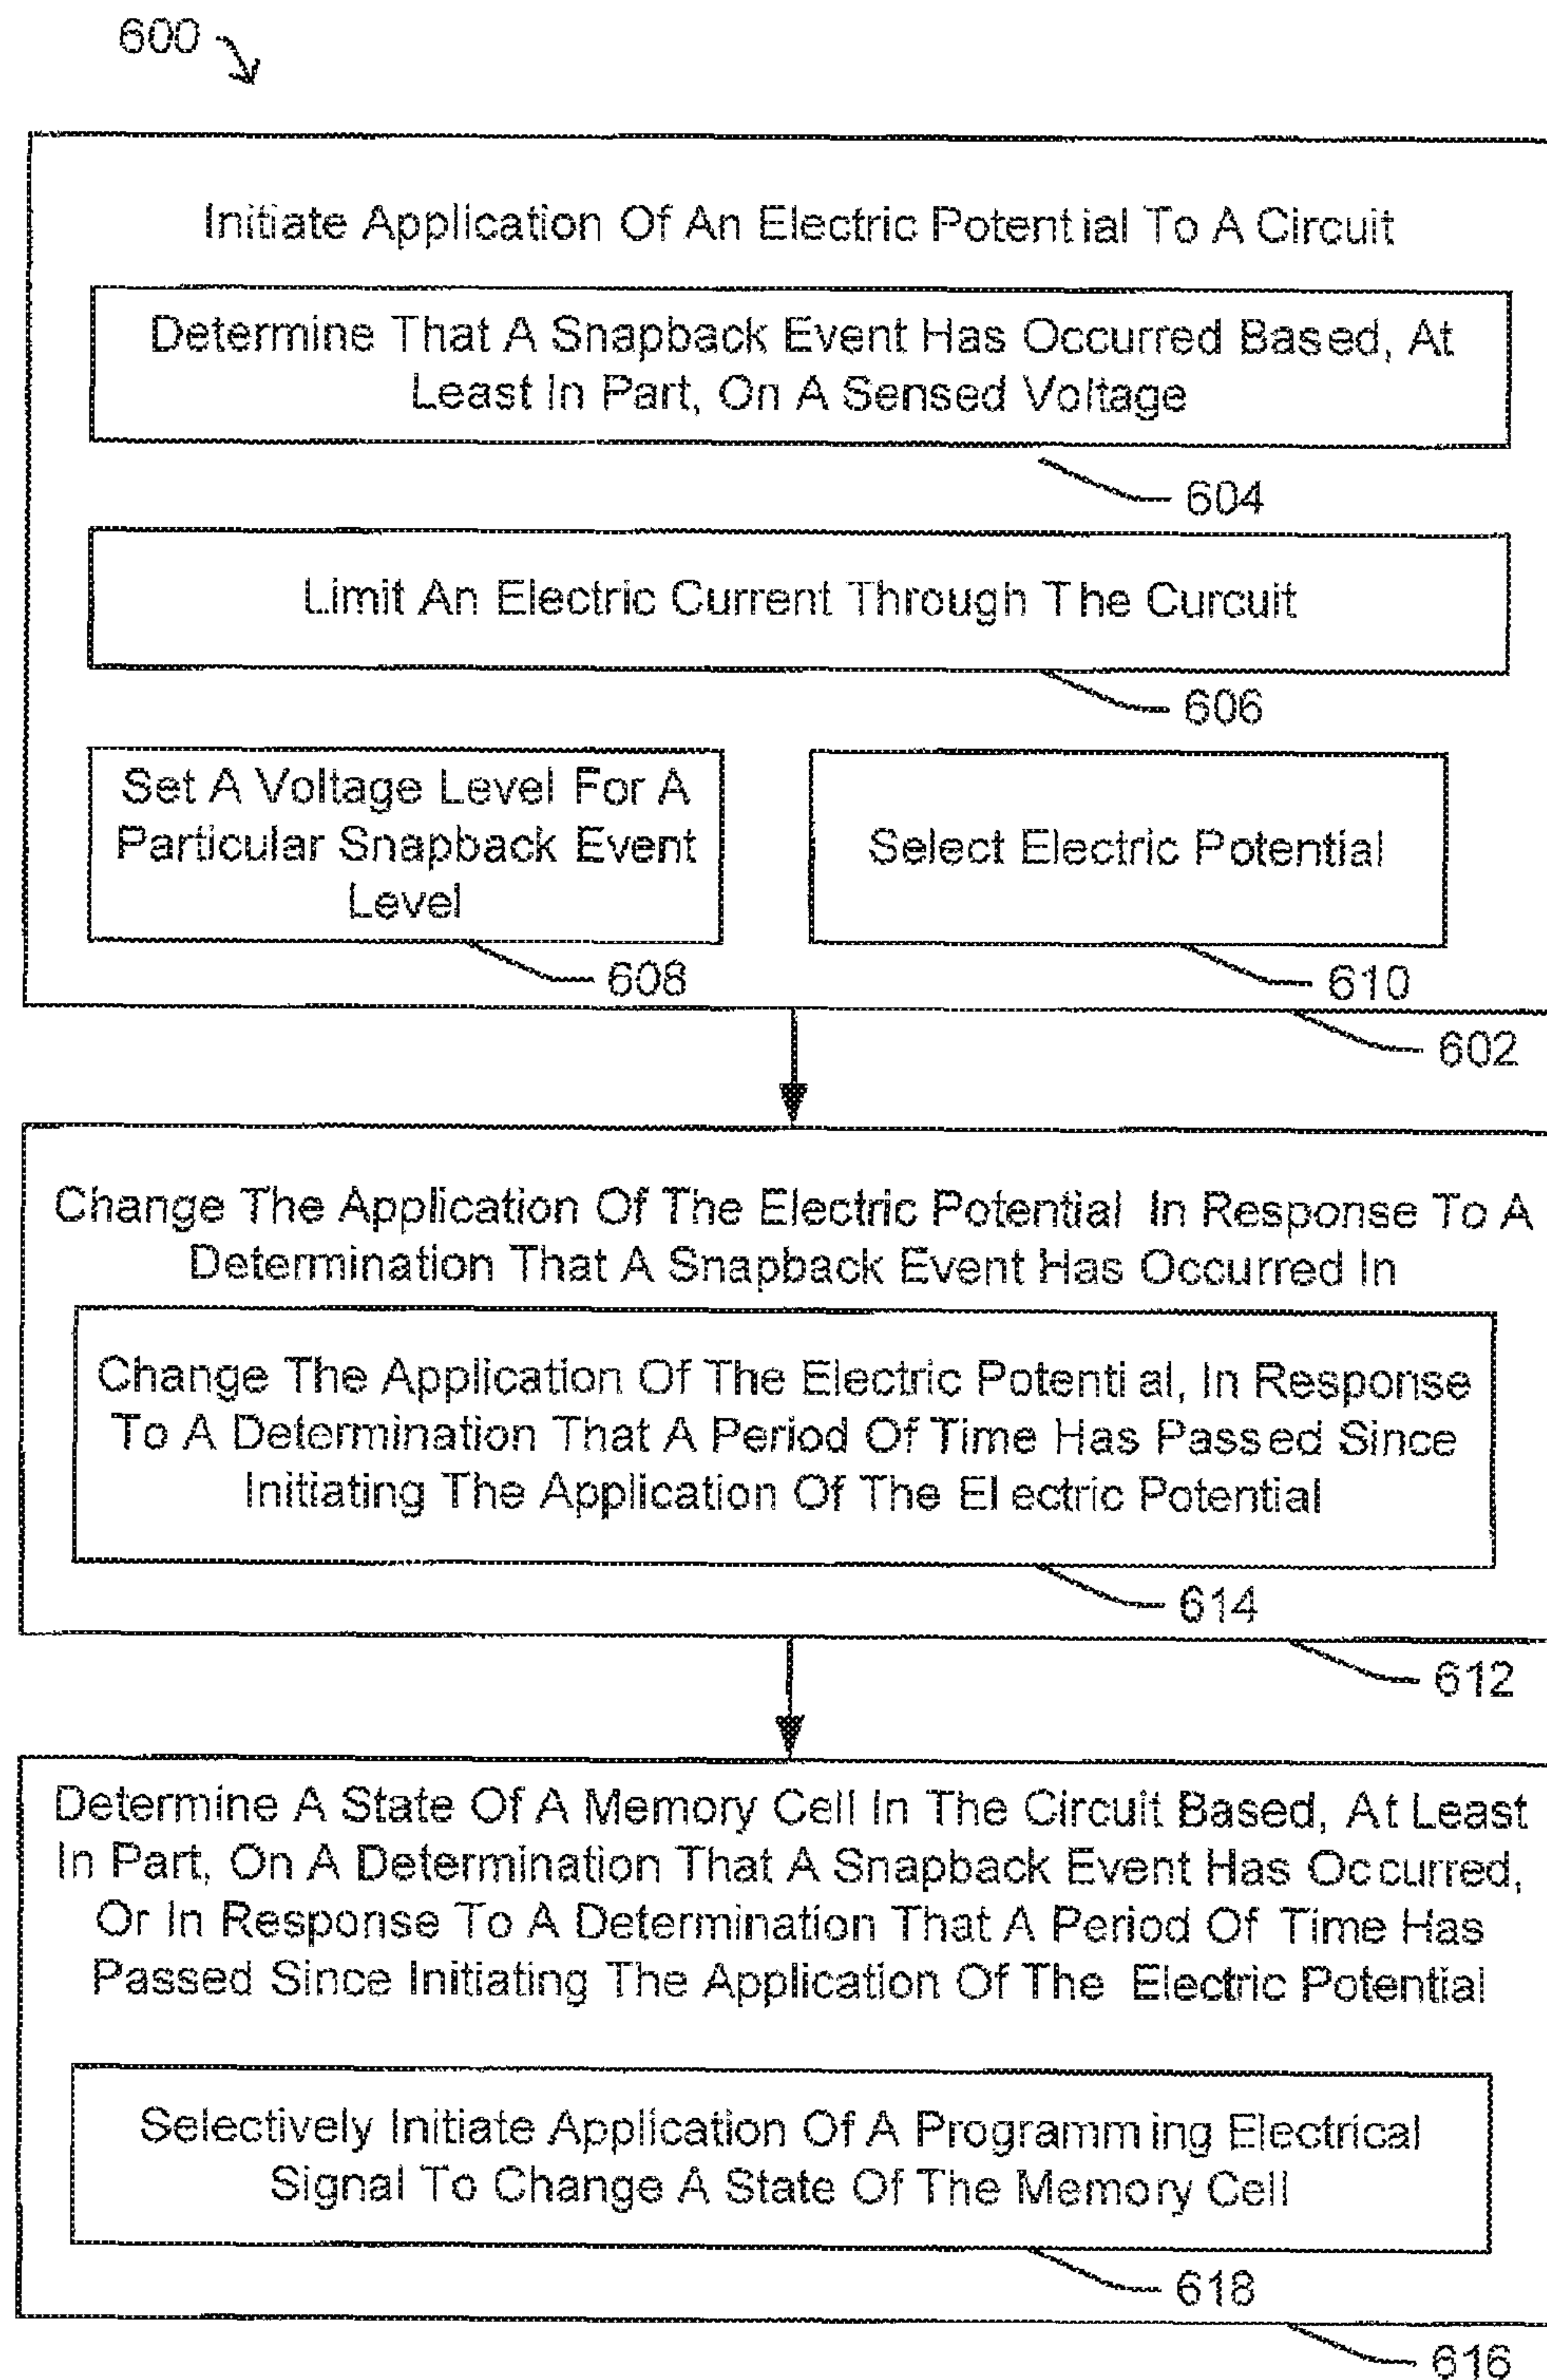 600
Initiate Application Of An Electric Potential To A Circuit
Determine That A Snapback Event Has Occurred Based, At
Least In Part, On A Sensed Voltage
604
Limit An Electric Current Through The Curcuit
606
Set A Voltage Level For A
Particular Snapback Event
Level
608
Select Electric Potential
610
602
Change The Application Of The Electric Potential In Response To A
Determination That A Snapback Event Has Occurred In
Change The Application Of The Electric Potential, In Response
To A Determination That A Period Of Time Has Passed Since
Initiating The Application Of The Electric Potential
614
612
Determine A State Of A Memory Cell In The Circuit Based, At Least
In Part, On A Determination That A Snapback Event Has Occurred,
Or In Response To A Determination That A Period Of Time Has
Passed Since Initiating The Application Of The Electric Potential
Selectively Initiate Application Of A Programming Electrical
Signal To Change A State Of The Memory Cell
618
616